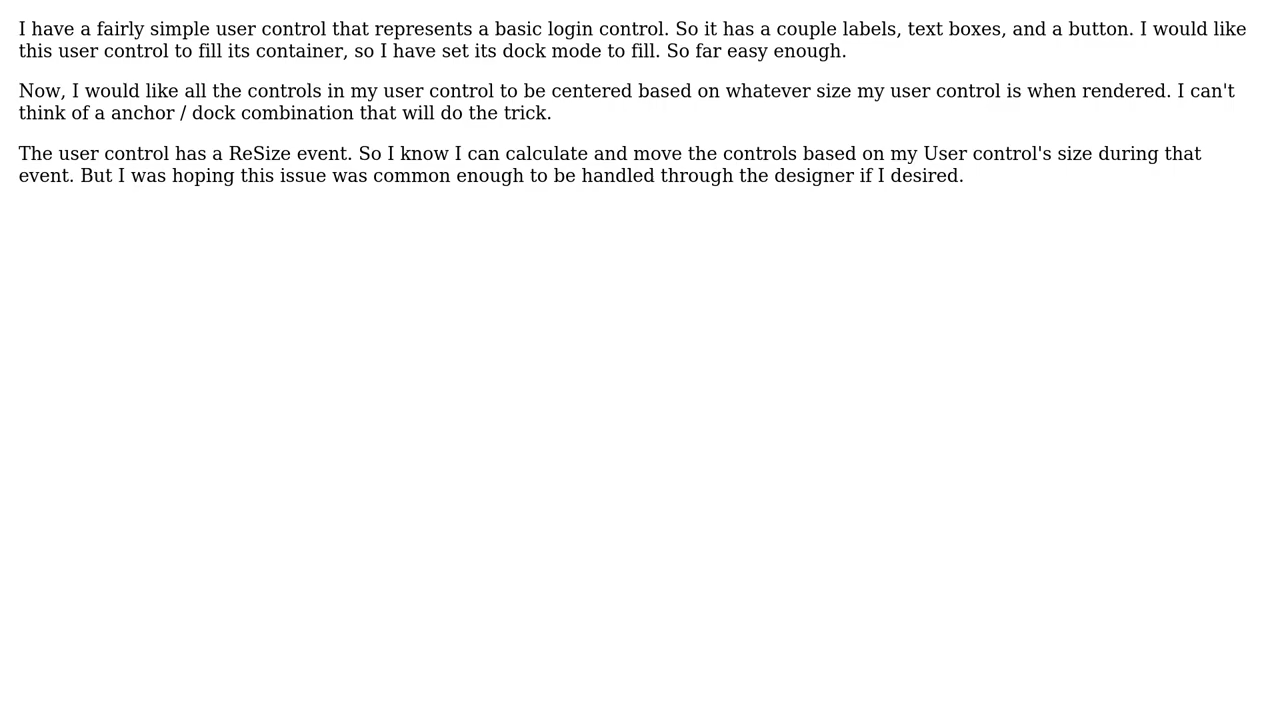 I have a fairly simple user control that represents a basic login control. So it has a couple labels, text boxes, and a button. I would like
this user control to fill its container, so I have set its dock mode to fill. So far easy enough.
Now, I would like all the controls in my user control to be centered based on whatever size my user control is when rendered. I can't
think of a anchor / dock combination that will do the trick.
The user control has a ReSize event. So I know I can calculate and move the controls based on my User control's size during that
event. But I was hoping this issue was common enough to be handled through the designer if I desired.